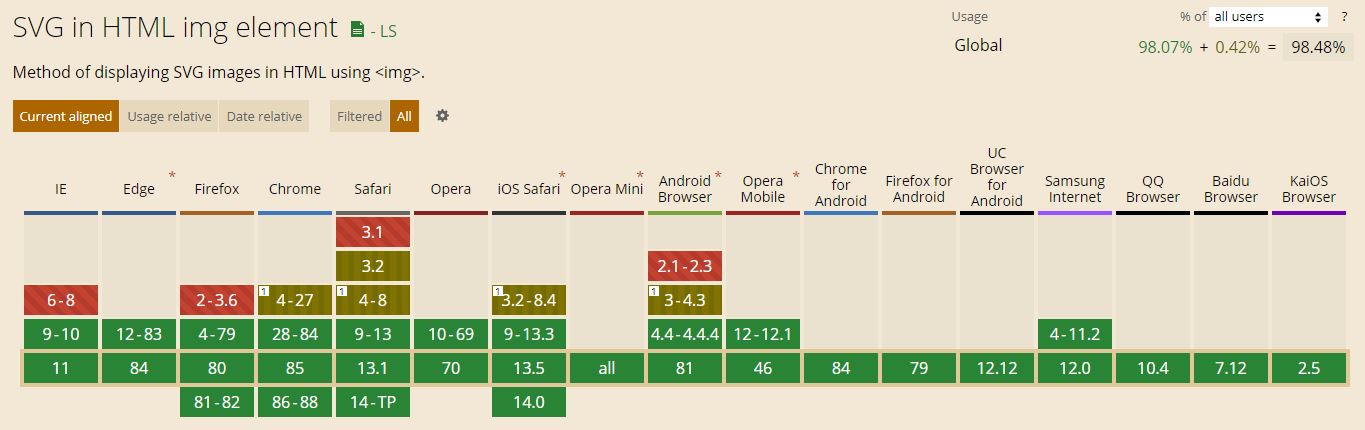 SVG in HTML img element - LS
Usage % of all users ?
Global 98.07% + 0.42% = 98.48%
Method of displaying SVG images in HTML using <img>.
Current aligned Usage relative Date relative Filtered All
IE Edge * Firefox Chrome Safari Opera iOS Safari * Opera Mini * Android Browser * Opera Mobile * Chrome for Android Firefox for Android UC Browser for Android Samsung Internet QQ Browser Baidu Browser KaiOS Browser
3.1
3.2 2.1-2.3
6-8 2-3.6 1 4-27 1 4-8 1 3.2-8.4 1 3-4.3
9-10 12-83 4-79 28-84 9-13 10-69 9-13.3 4.4-4.4.4 12-12.1 4-11.2
11 84 80 85 13.1 70 13.5 all 81 46 84 79 12.12 12.0 10.4 7.12 2.5
81-82 86-88 14-TP 14.0